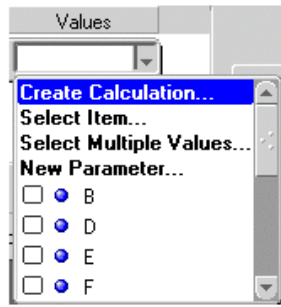 Values
Create Calculation...
Select Item...
Select Multiple Values...
New Parameter...
B
D
E
F